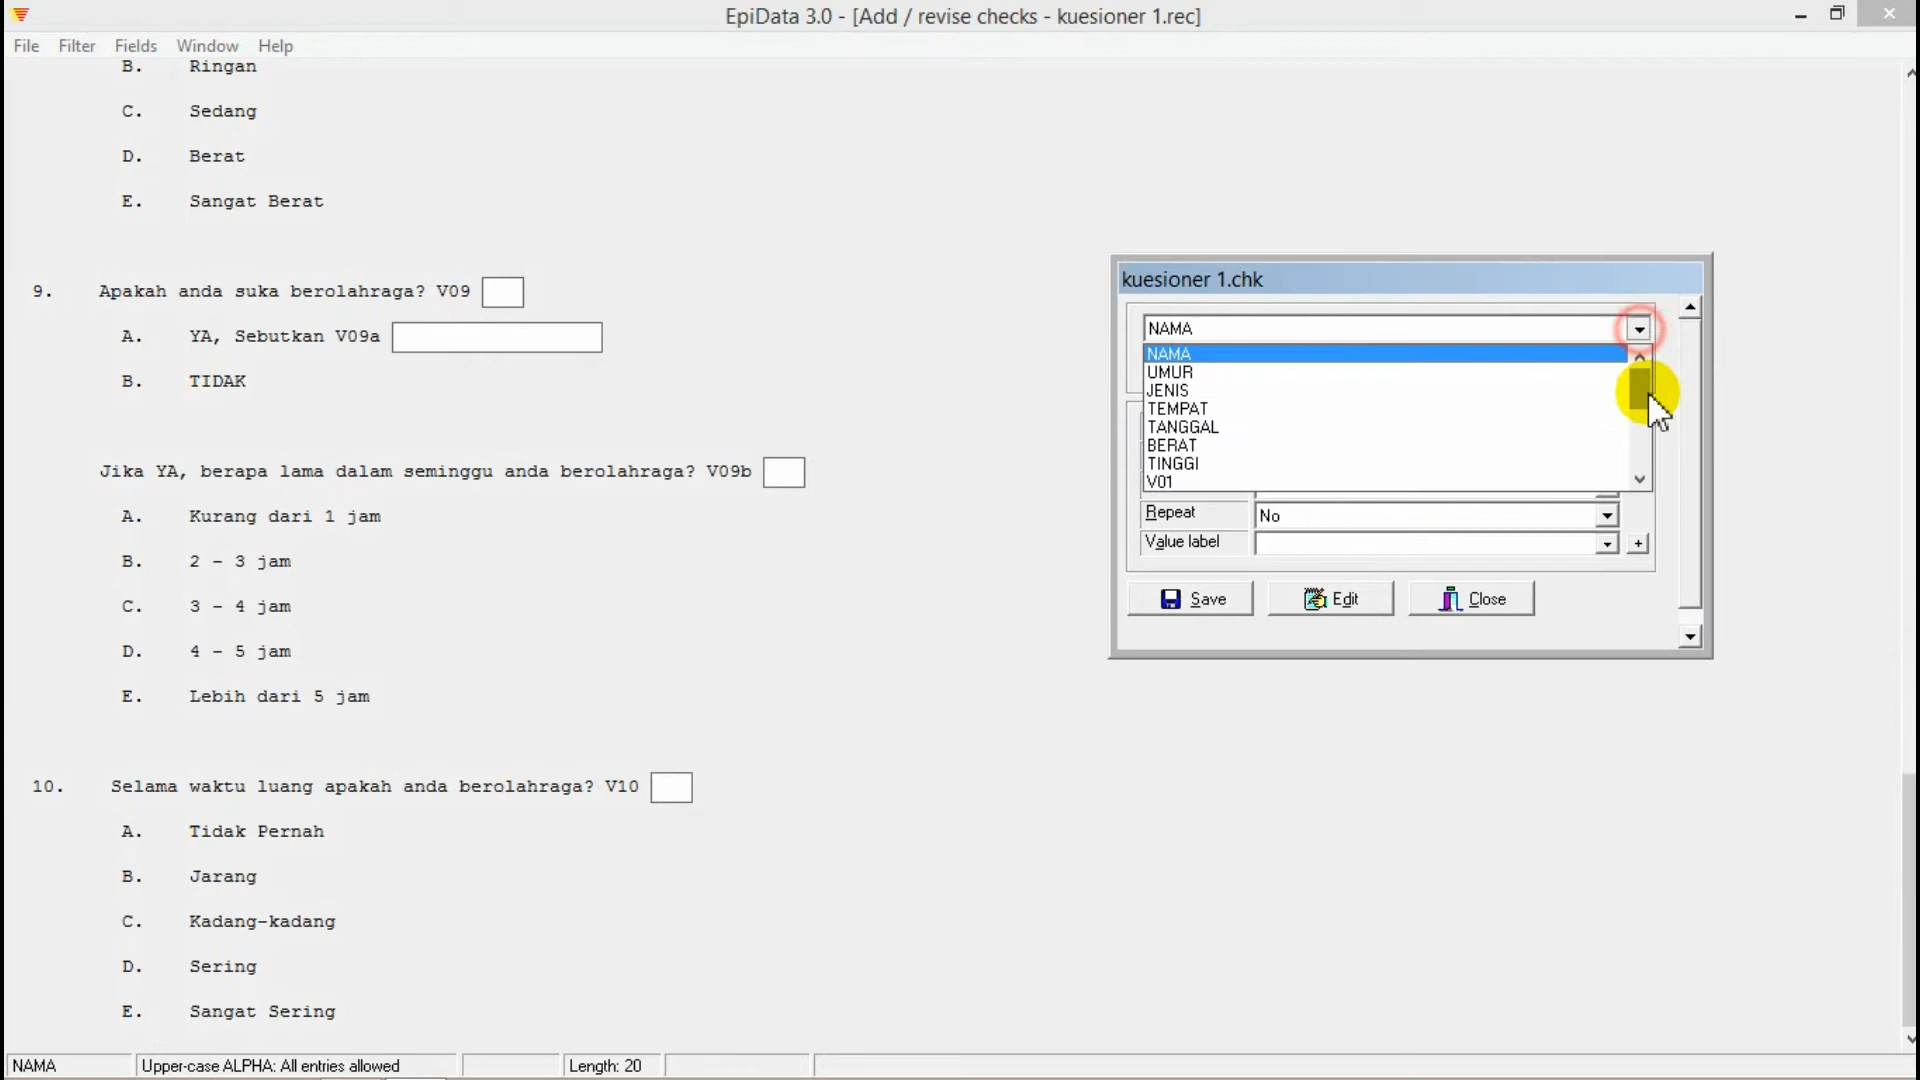 EpiData 3.0 - [Add / revise checks - kuesioner 1.rec]
File Filter Fields Window Help
B. Ringan
C. Sedang
D. Berat
E. Sangat Berat
9. Apakah anda suka berolahraga? V09
A. YA, Sebutkan V09a
B. TIDAK
Jika YA, berapa lama dalam seminggu anda berolahraga? V09b
A. Kurang dari 1 jam
B. 2 - 3 jam
C. 3 - 4 jam
D. 4 - 5 jam
E. Lebih dari 5 jam
10. Selama waktu luang apakah anda berolahraga? V10
A. Tidak Pernah
B. Jarang
C. Kadang-kadang
D. Sering
E. Sangat Sering
kuesioner 1.chk
NAMA
NAMA
UMUR
JENIS
TEMPAT
TANGGAL
BERAT
TINGGI
V01
Repeat No
Value label +
Save Edit Close
NAMA Upper-case ALPHA: All entries allowed Length: 20